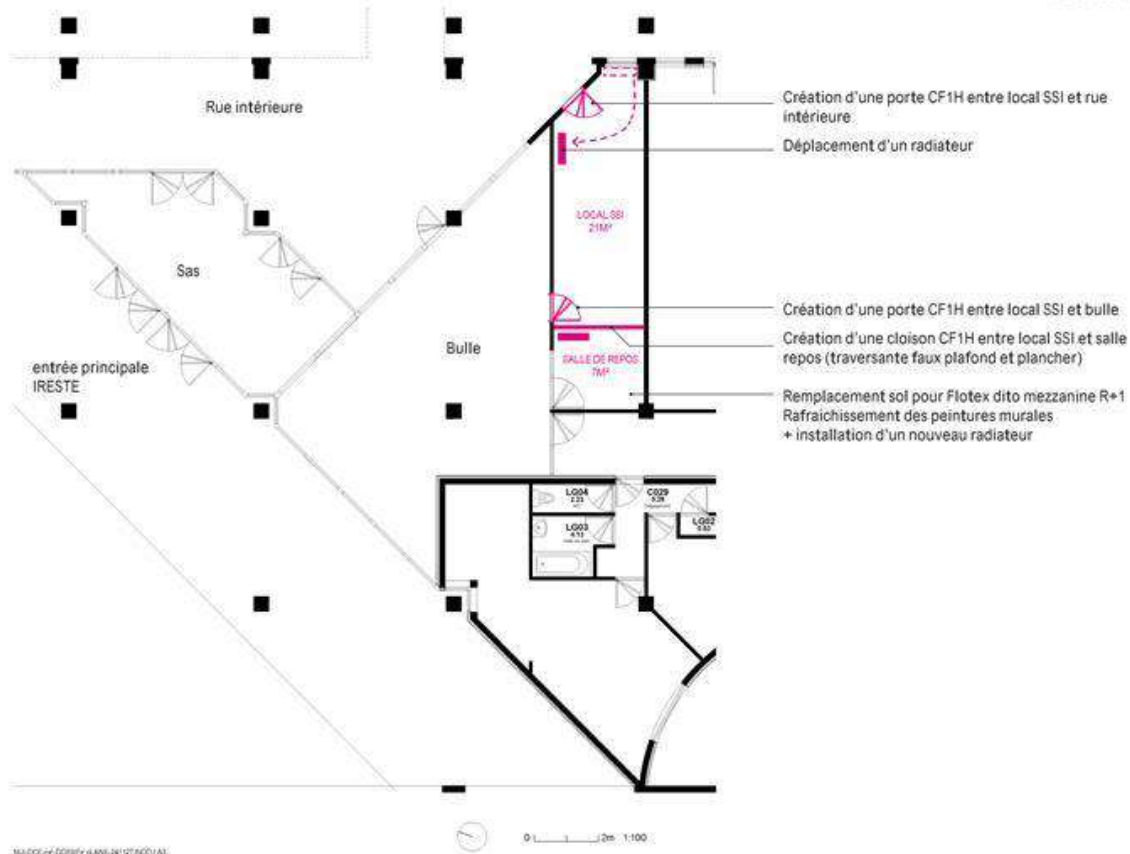 Rue intérieure
Création d'une porte CF1H entre local SSI et rue
intérieure
Déplacement d'un radiateur
LOCAL SSI
21M²
Sas
Création d'une porte CF1H entre local SSI et bulle
Création d'une cloison CF1H entre local SSI et salle
repos (traversante faux plafond et plancher)
Bulle
SALLE DE REPOS
7M²
entrée principale
IRESTE
Remplacement sol pour Flotex dito mezzanine R+1
Rafraichissement des peintures murales
+ installation d'un nouveau radiateur
LG04
C029
LG03
LG02
0 2m 1:100